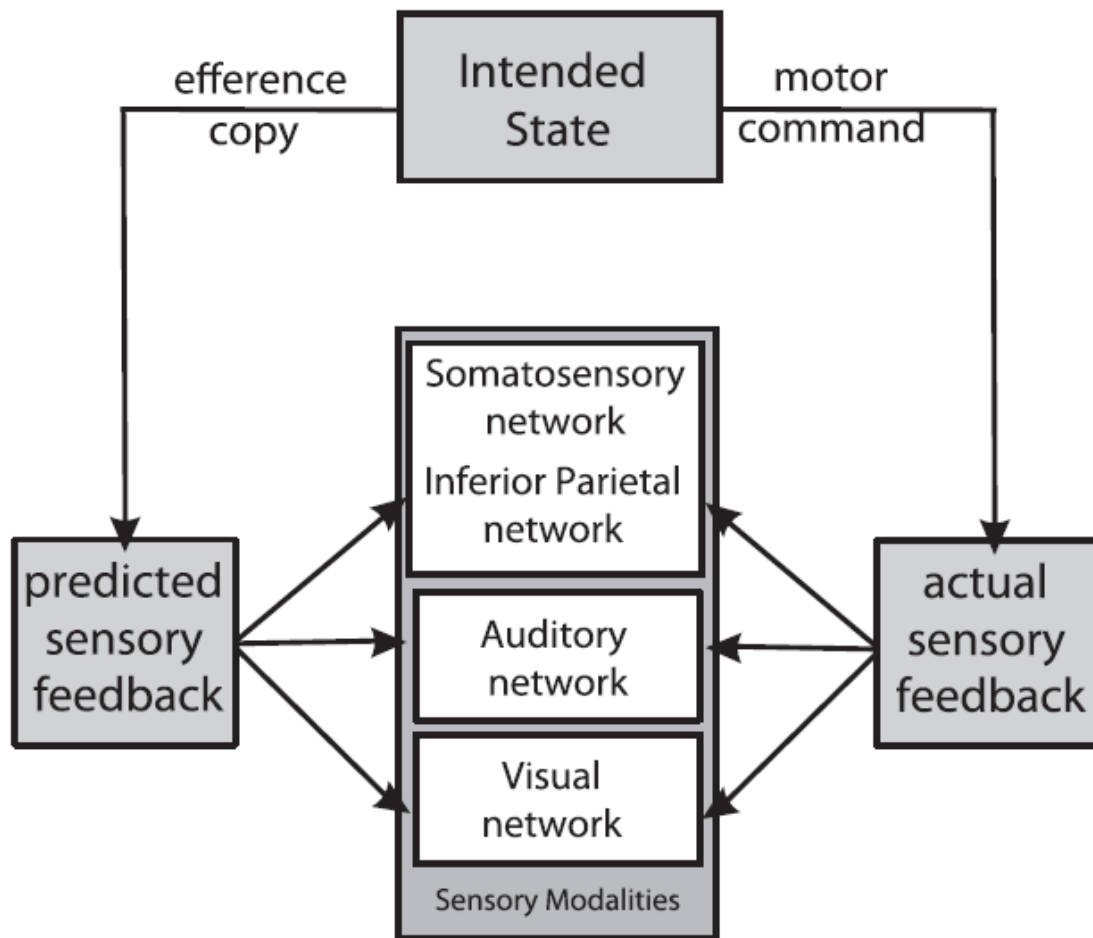 efference
copy
Intended
State
motor
command
Somatosensory
network
Inferior Parietal
network
predicted
sensory
feedback
Auditory
network
actual
sensory
feedback
Visual
network
Sensory Modalities